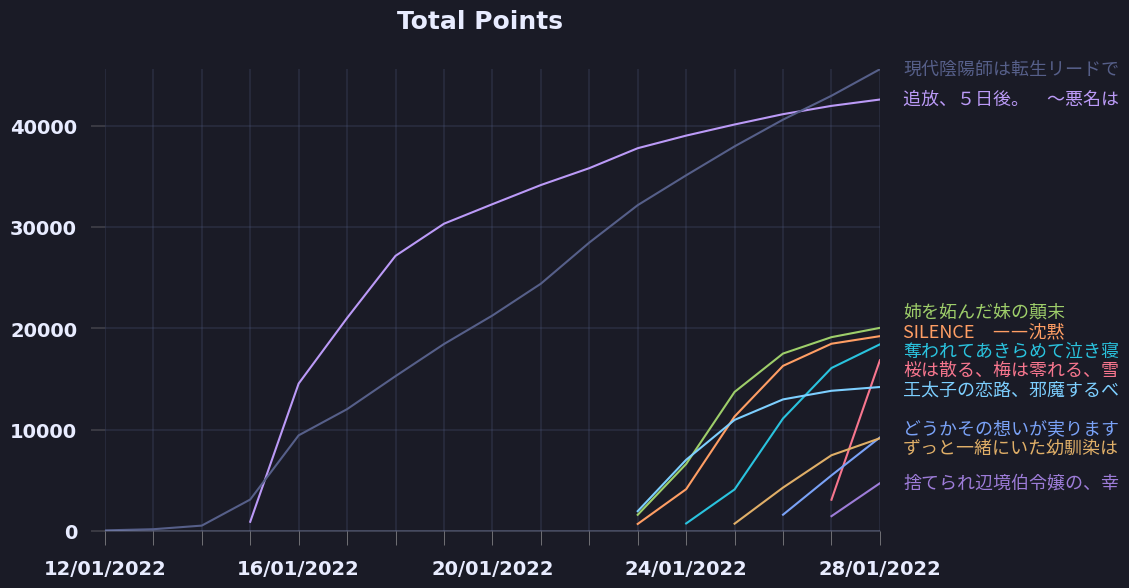 Total Points
現代陰陽師は転生リードで
追放、５日後。　〜悪名は
40000
30000
20000
10000
0
姉を妬んだ妹の顛末
SILENCE　——沈黙
奪われてあきらめて泣き寝
桜は散る、梅は零れる、雪
王太子の恋路、邪魔するべ
どうかその想いが実ります
ずっと一緒にいた幼馴染は
捨てられ辺境伯令嬢の、幸
12/01/2022
16/01/2022
20/01/2022
24/01/2022
28/01/2022